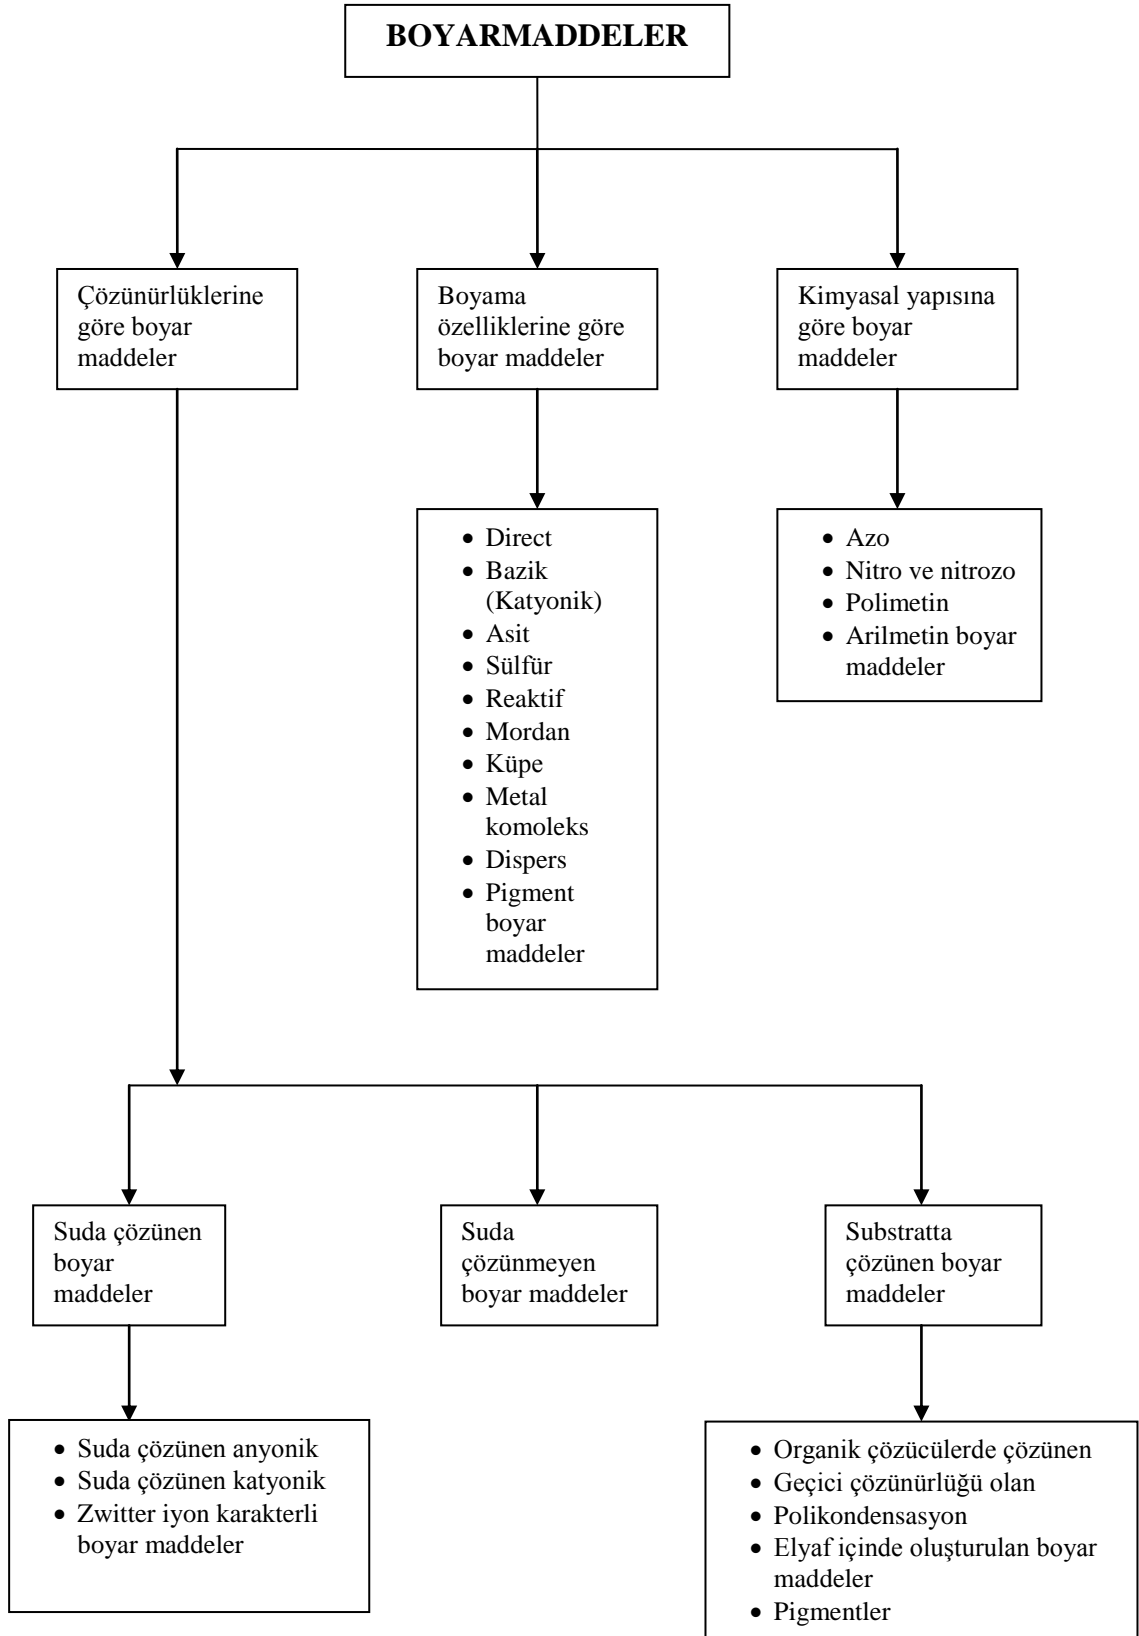 BOYARMADDELER
Çözünürlüklerine
göre boyar
maddeler
Boyama
özelliklerine göre
boyar maddeler
Kimyasal yapısına
göre boyar
maddeler
• Direct
• Bazik
(Katyonik)
• Asit
• Sülfür
• Reaktif
• Mordan
• Küpe
• Metal
komoleks
• Dispers
• Pigment
boyar
maddeler
• Azo
• Nitro ve nitrozo
• Polimetin
• Arilmetin boyar
maddeler
Suda çözünen
boyar
maddeler
Suda
çözünmeyen
boyar maddeler
Substratta
çözünen boyar
maddeler
• Suda çözünen anyonik
• Suda çözünen katyonik
• Zwitter iyon karakterli
boyar maddeler
• Organik çözücülerde çözünen
• Geçici çözünürlüğü olan
• Polikondensasyon
• Elyaf içinde oluşturulan boyar
maddeler
• Pigmentler